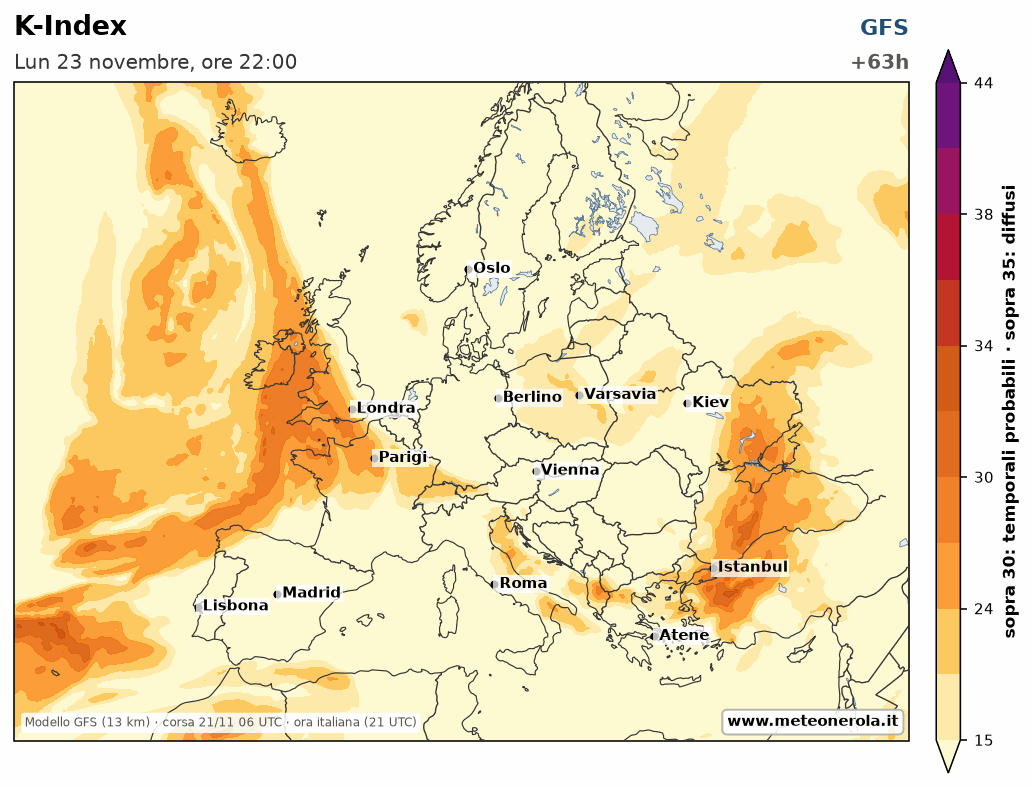 K-Index
GFS
Lun 23 novembre, ore 22:00
+63h
44
38
34
30
24
15
sopra 30: temporali probabili · sopra 35: diffusi
Oslo
Londra
Berlino
Varsavia
Kiev
Parigi
Vienna
Istanbul
Roma
Madrid
Lisbona
Atene
Modello GFS (13 km) · corsa 21/11 06 UTC · ora italiana (21 UTC)
www.meteonerola.it